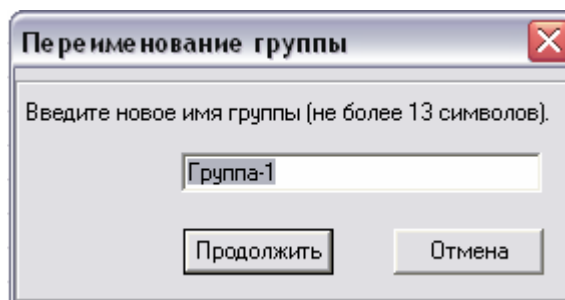 Переименование группы
Введите новое имя группы (не более 13 символов).
Группа-1
Продолжить Отмена